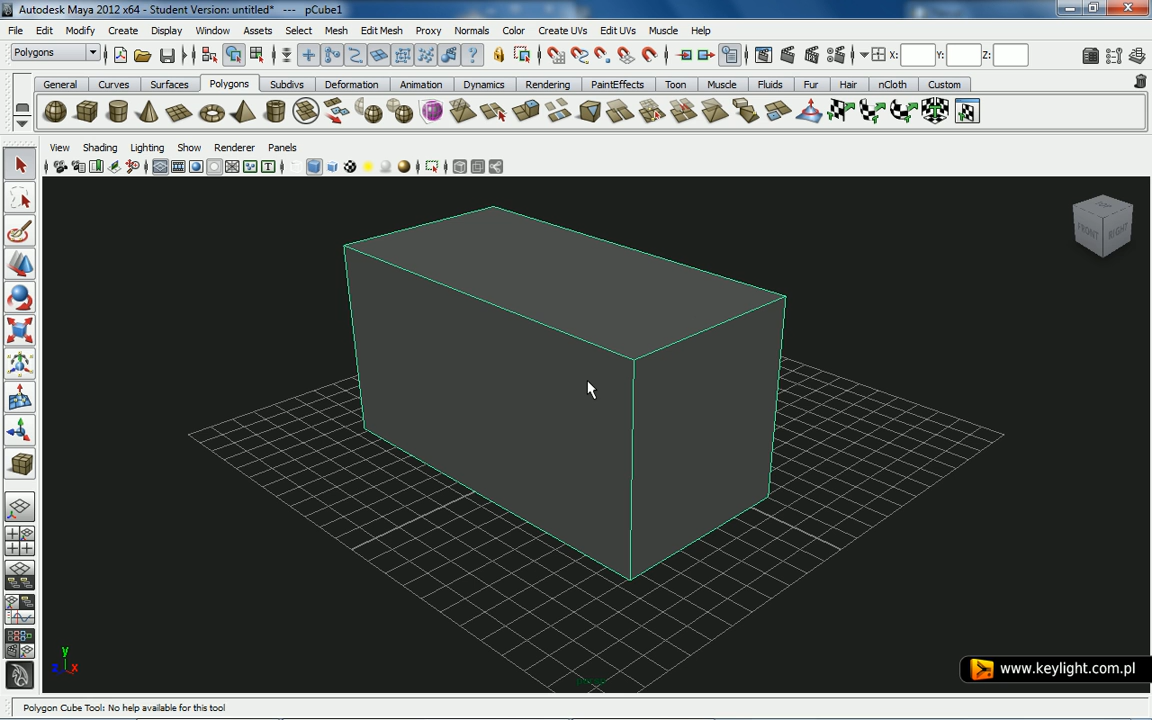 Autodesk Maya 2012 x64 - Student Version: untitled* --- pCube1
File Edit Modify Create Display Window Assets Select Mesh Edit Mesh Proxy Normals Color Create UVs Edit UVs Muscle Help
Polygons X: Y: Z:
General Curves Surfaces Polygons Subdivs Deformation Animation Dynamics Rendering PaintEffects Toon Muscle Fluids Fur Hair nCloth Custom
View Shading Lighting Show Renderer Panels
FRONT RIGHT
y
z x
persp
www.keylight.com.pl
Polygon Cube Tool: No help available for this tool